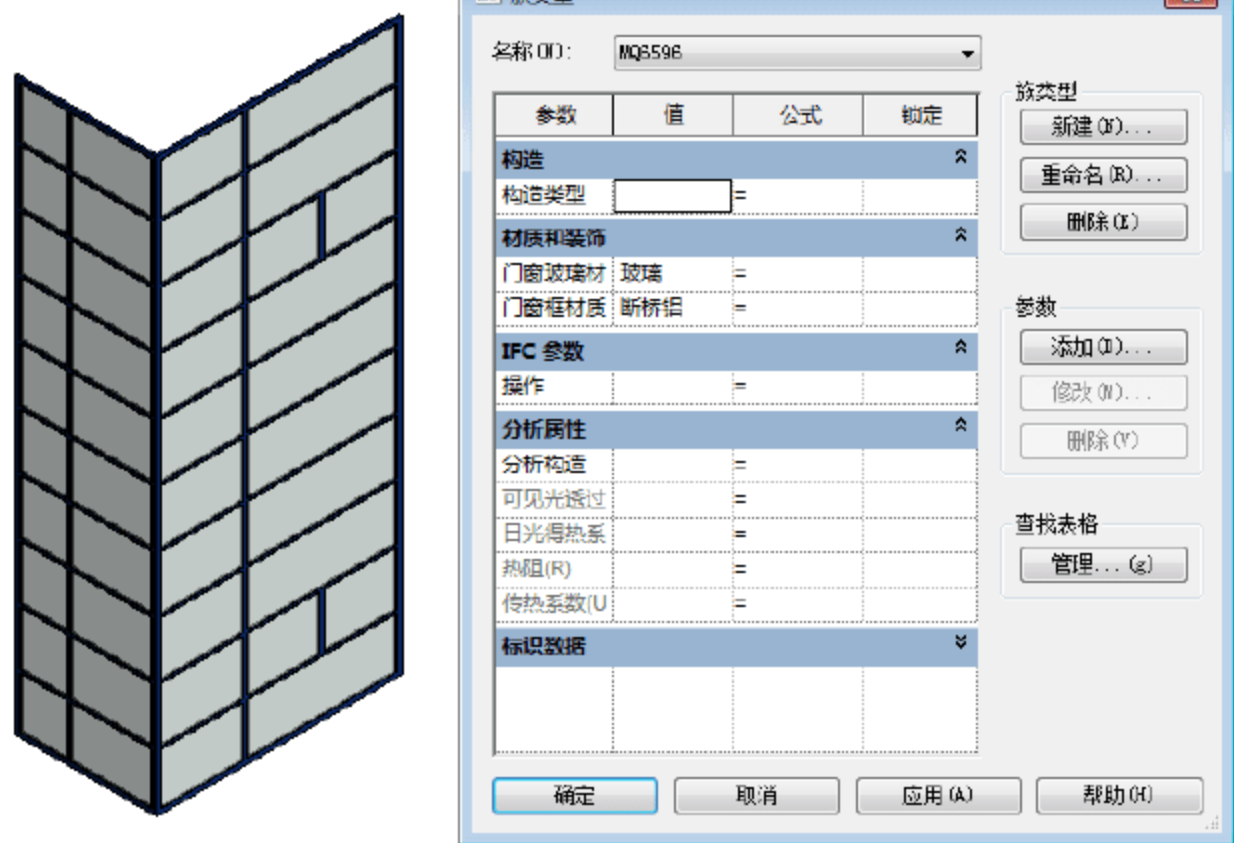 名称(Y):
MQ6596
族类型
参数 值 公式 锁定
新建(N)...
构造
重命名(R)...
构造类型 =
删除(E)
材质和装饰
门窗玻璃材 玻璃 =
门窗框材质 断桥铝 =
参数
IFC 参数
添加(D)...
操作 =
修改(M)...
分析属性
删除(V)
分析构造 =
可见光透过 =
查找表格
日光得热系 =
热阻(R) =
管理...(g)
传热系数(U =
标识数据
确定 取消 应用(A) 帮助(H)